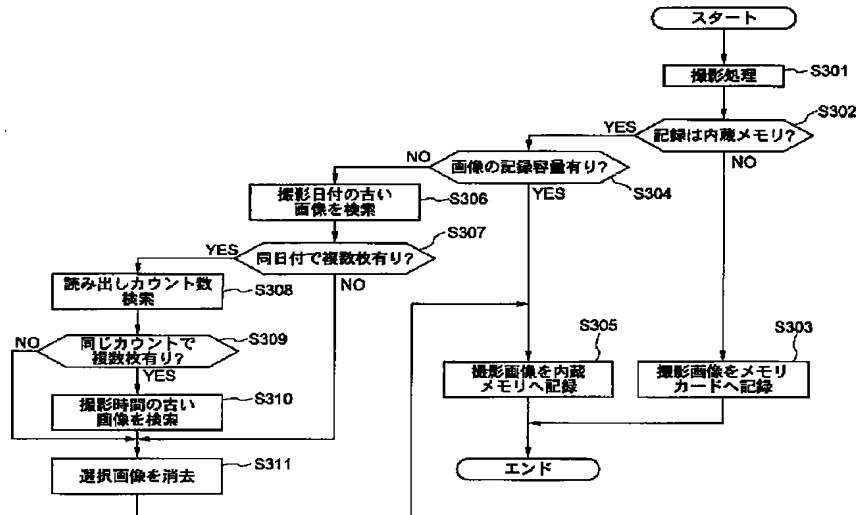 スタート
撮影処理
S301
記録は内蔵メモリ?
S302
YES
NO
画像の記録容量有り?
S304
NO
YES
撮影日付の古い
画像を検索
S306
同日付で複数枚有り?
S307
YES
NO
読み出しカウント数
検索
S308
同じカウントで
複数枚有り?
S309
NO
YES
撮影時間の古い
画像を検索
S310
選択画像を消去
S311
撮影画像を内蔵
メモリへ記録
S305
撮影画像をメモリ
カードへ記録
S303
エンド